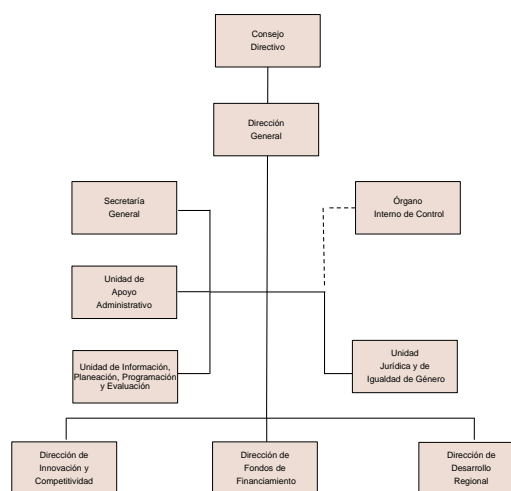 Consejo
Directivo
Dirección
General
Secretaría
General
Órgano
Interno de Control
Unidad de
Apoyo
Administrativo
Unidad de Información,
Planeación, Programación
y Evaluación
Unidad
Jurídica y de
Igualdad de Género
Dirección de
Innovación y
Competitividad
Dirección de
Fondos de
Financiamiento
Dirección de
Desarrollo
Regional